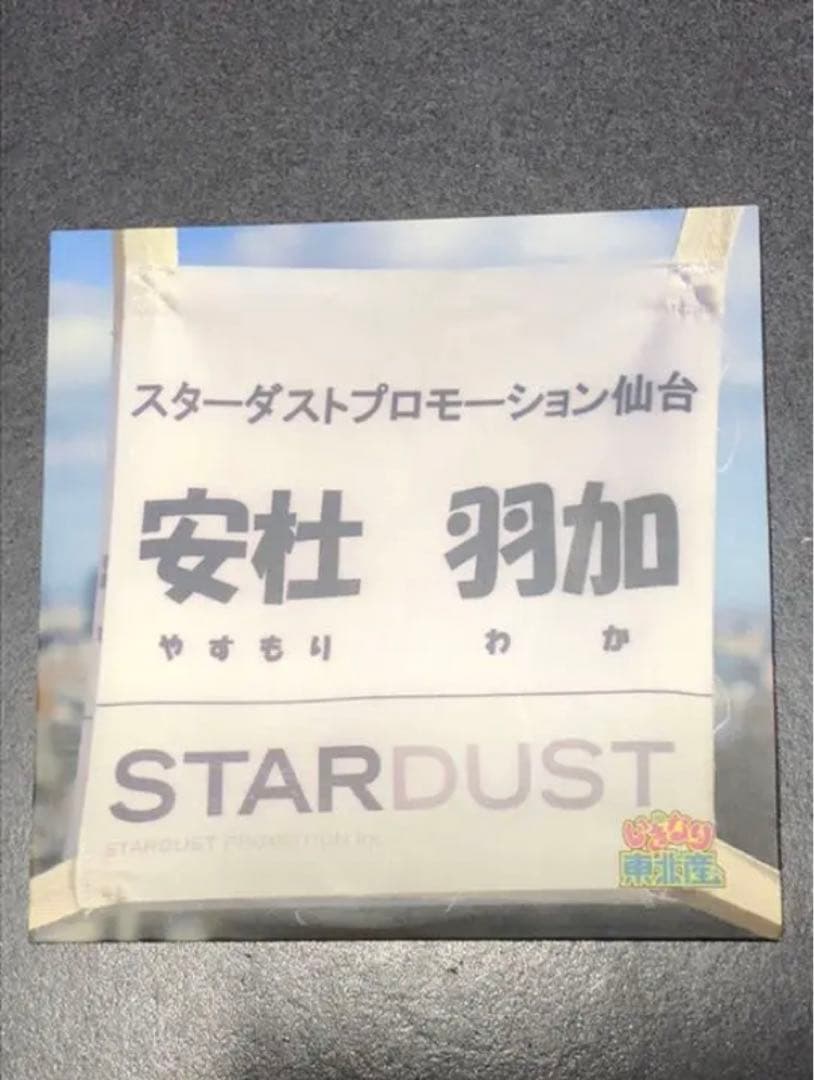 スターダストプロモーション仙台
安杜 羽加
やすもり わか
STARDUST
STARDUST PROMOTION Inc.
いぎなり
東北産